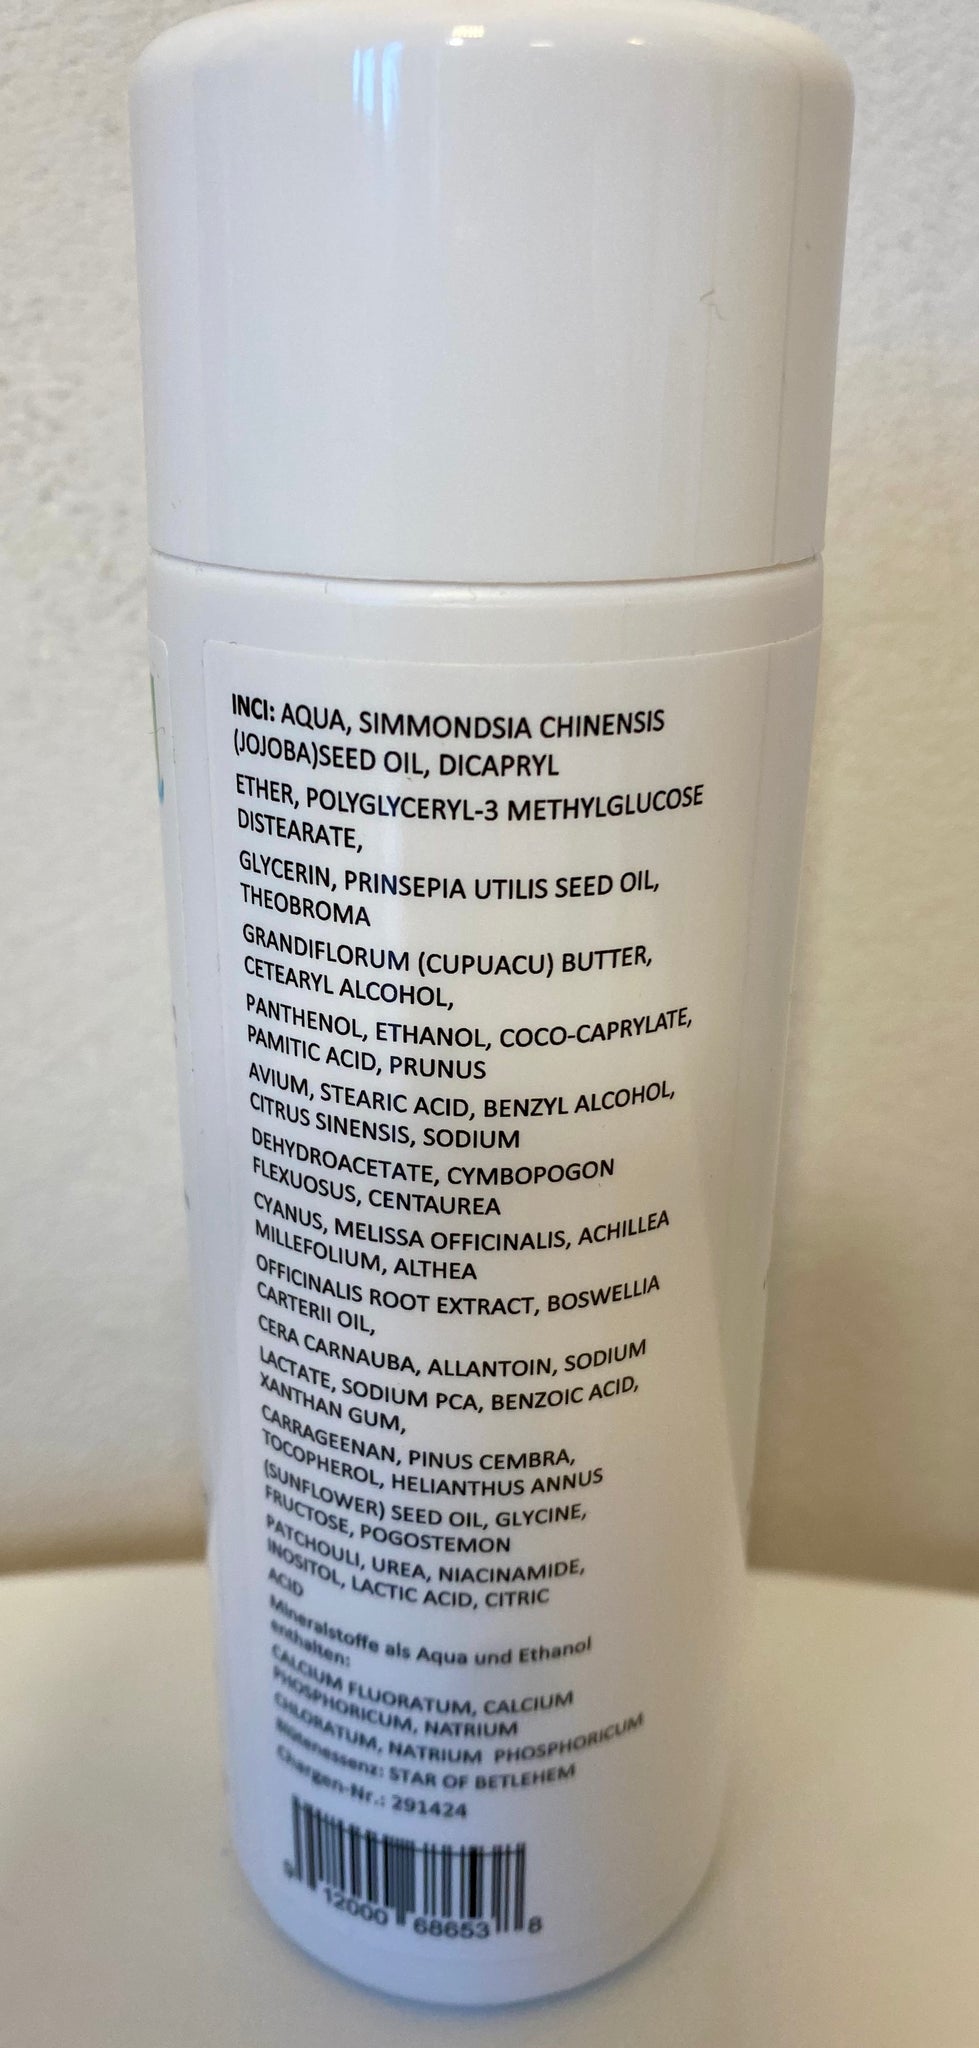 INCI: AQUA, SIMMONDSIA CHINENSIS
(JOJOBA)SEED OIL, DICAPRYL
ETHER, POLYGLYCERYL-3 METHYLGLUCOSE
DISTEARATE,
GLYCERIN, PRINSEPIA UTILIS SEED OIL,
THEOBROMA
GRANDIFLORUM (CUPUACU) BUTTER,
CETEARYL ALCOHOL,
PANTHENOL, ETHANOL, COCO-CAPRYLATE,
PAMITIC ACID, PRUNUS
AVIUM, STEARIC ACID, BENZYL ALCOHOL,
CITRUS SINENSIS, SODIUM
DEHYDROACETATE, CYMBOPOGON
FLEXUOSUS, CENTAUREA
CYANUS, MELISSA OFFICINALIS, ACHILLEA
MILLEFOLIUM, ALTHEA
OFFICINALIS ROOT EXTRACT, BOSWELLIA
CARTERII OIL,
CERA CARNAUBA, ALLANTOIN, SODIUM
LACTATE, SODIUM PCA, BENZOIC ACID,
XANTHAN GUM,
CARRAGEENAN, PINUS CEMBRA,
TOCOPHEROL, HELIANTHUS ANNUS
(SUNFLOWER) SEED OIL, GLYCINE,
FRUCTOSE, POGOSTEMON
PATCHOULI, UREA, NIACINAMIDE,
INOSITOL, LACTIC ACID, CITRIC
ACID
Mineralstoffe als Aqua und Ethanol
enthalten:
CALCIUM FLUORATUM, CALCIUM
PHOSPHORICUM, NATRIUM
CHLORATUM, NATRIUM PHOSPHORICUM
Blütenessenz: STAR OF BETLEHEM
Chargen-Nr.: 291424
9 12000 68653 8